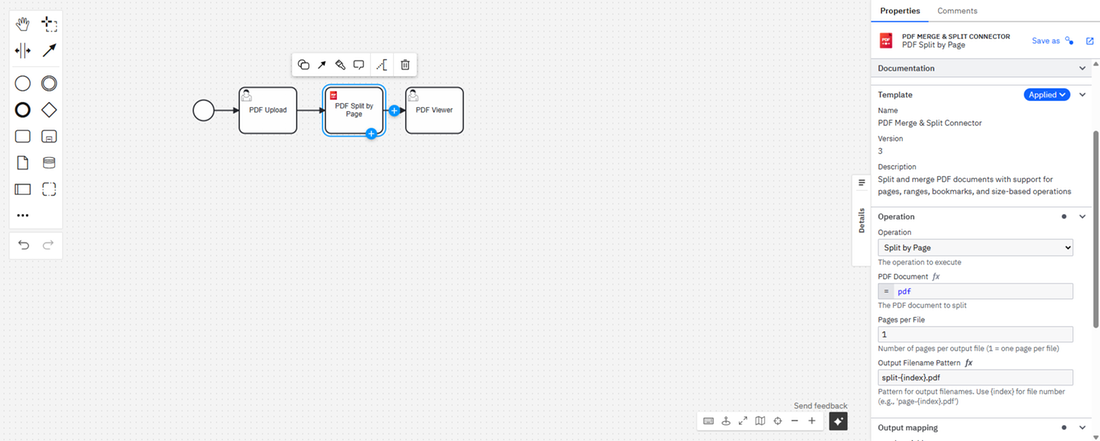 Properties
Comments
PDF MERGE & SPLIT CONNECTOR
PDF Split by Page
Save as
Documentation
Template
Applied
Name
PDF Merge & Split Connector
Version
3
Description
Split and merge PDF documents with support for
pages, ranges, bookmarks, and size-based operations
Operation
Operation
Split by Page
The operation to execute
PDF Document fx
= pdf
The PDF document to split
Pages per File
1
Number of pages per output file (1 = one page per file)
Output Filename Pattern fx
split-{index}.pdf
Pattern for output filenames. Use {index} for file number
(e.g., 'page-{index}.pdf')
Output mapping
PDF Upload
PDF Split by
Page
PDF Viewer
Details
Send feedback